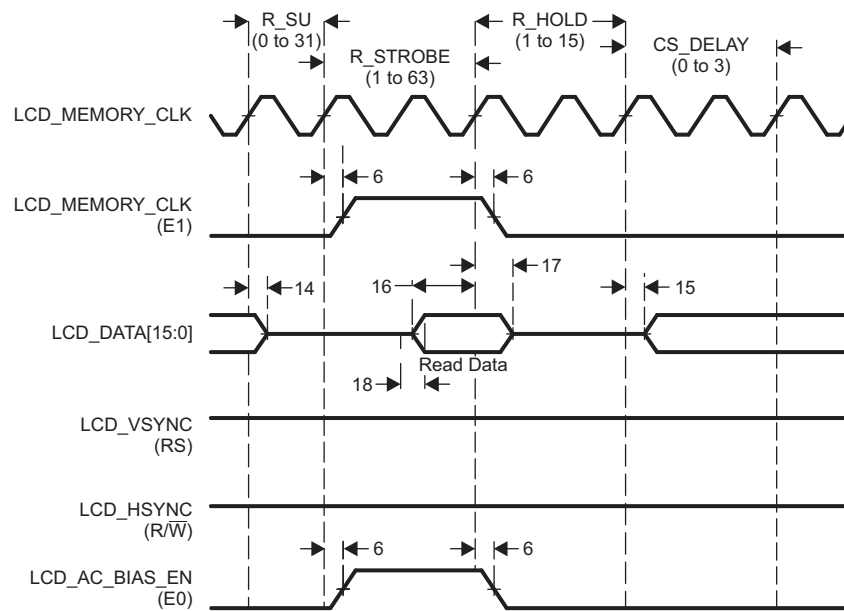 R_SU
(0 to 31)
R_HOLD
(1 to 15)
R_STROBE
(1 to 63)
CS_DELAY
(0 to 3)
LCD_MEMORY_CLK
6
6
LCD_MEMORY_CLK
(E1)
17
14
16
15
LCD_DATA[15:0]
Read Data
18
LCD_VSYNC
(RS)
LCD_HSYNC
(R/W̅)
6
6
LCD_AC_BIAS_EN
(E0)